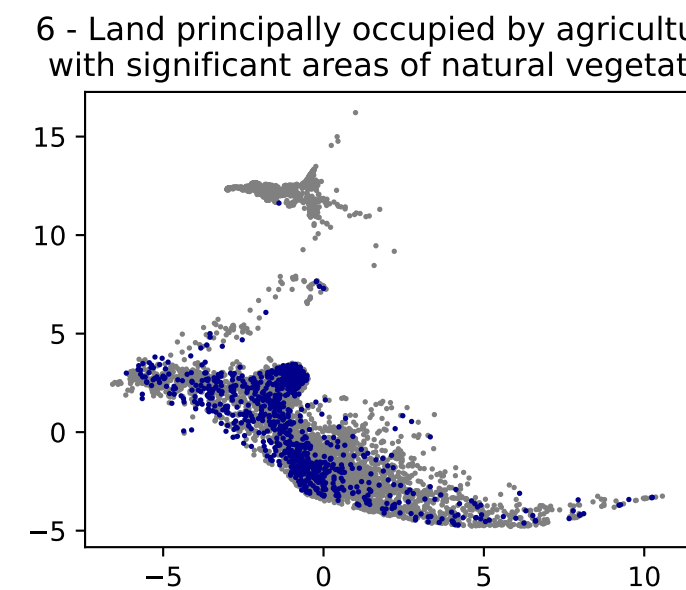 6 - Land principally occupied by agricultu
with significant areas of natural vegetat
15
10
5
0
−5
−5 0 5 10